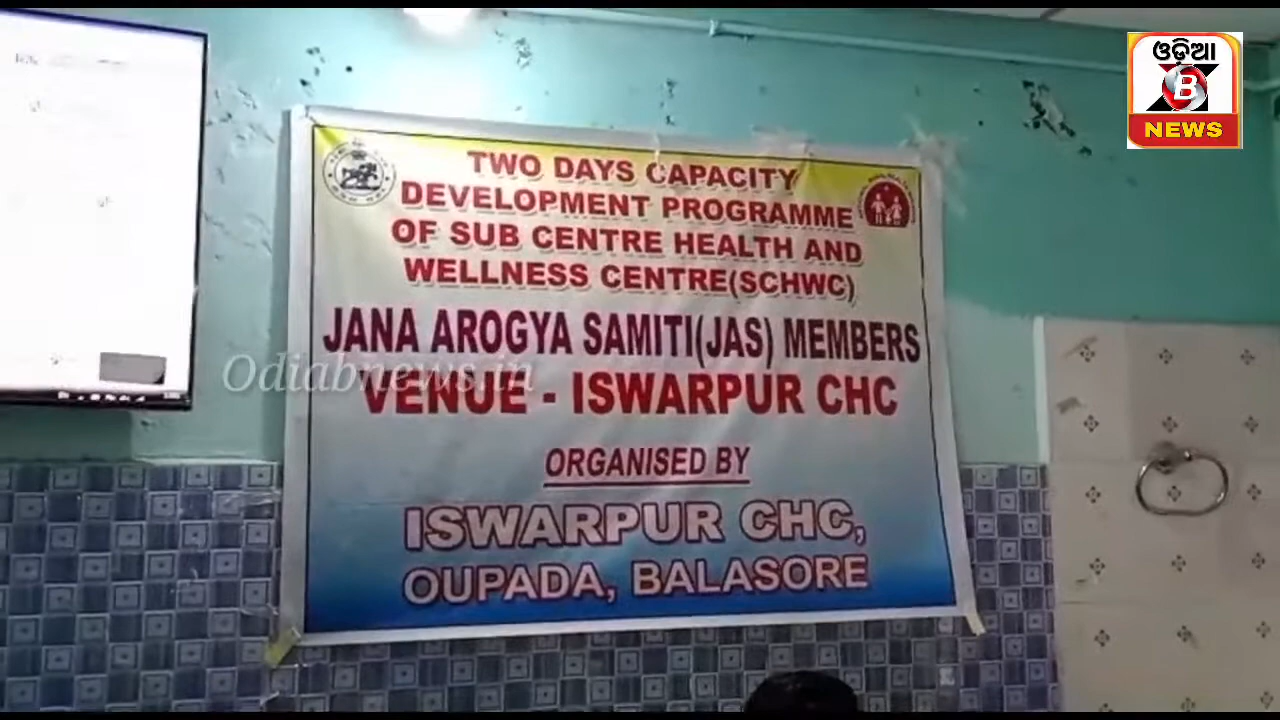 ଓଡ଼ିଆ
B
NEWS
TWO DAYS CAPACITY
DEVELOPMENT PROGRAMME
OF SUB CENTRE HEALTH AND
WELLNESS CENTRE(SCHWC)
JANA AROGYA SAMITI(JAS) MEMBERS
Odiabnews.in
VENUE - ISWARPUR CHC
ORGANISED BY
ISWARPUR CHC,
OUPADA, BALASORE